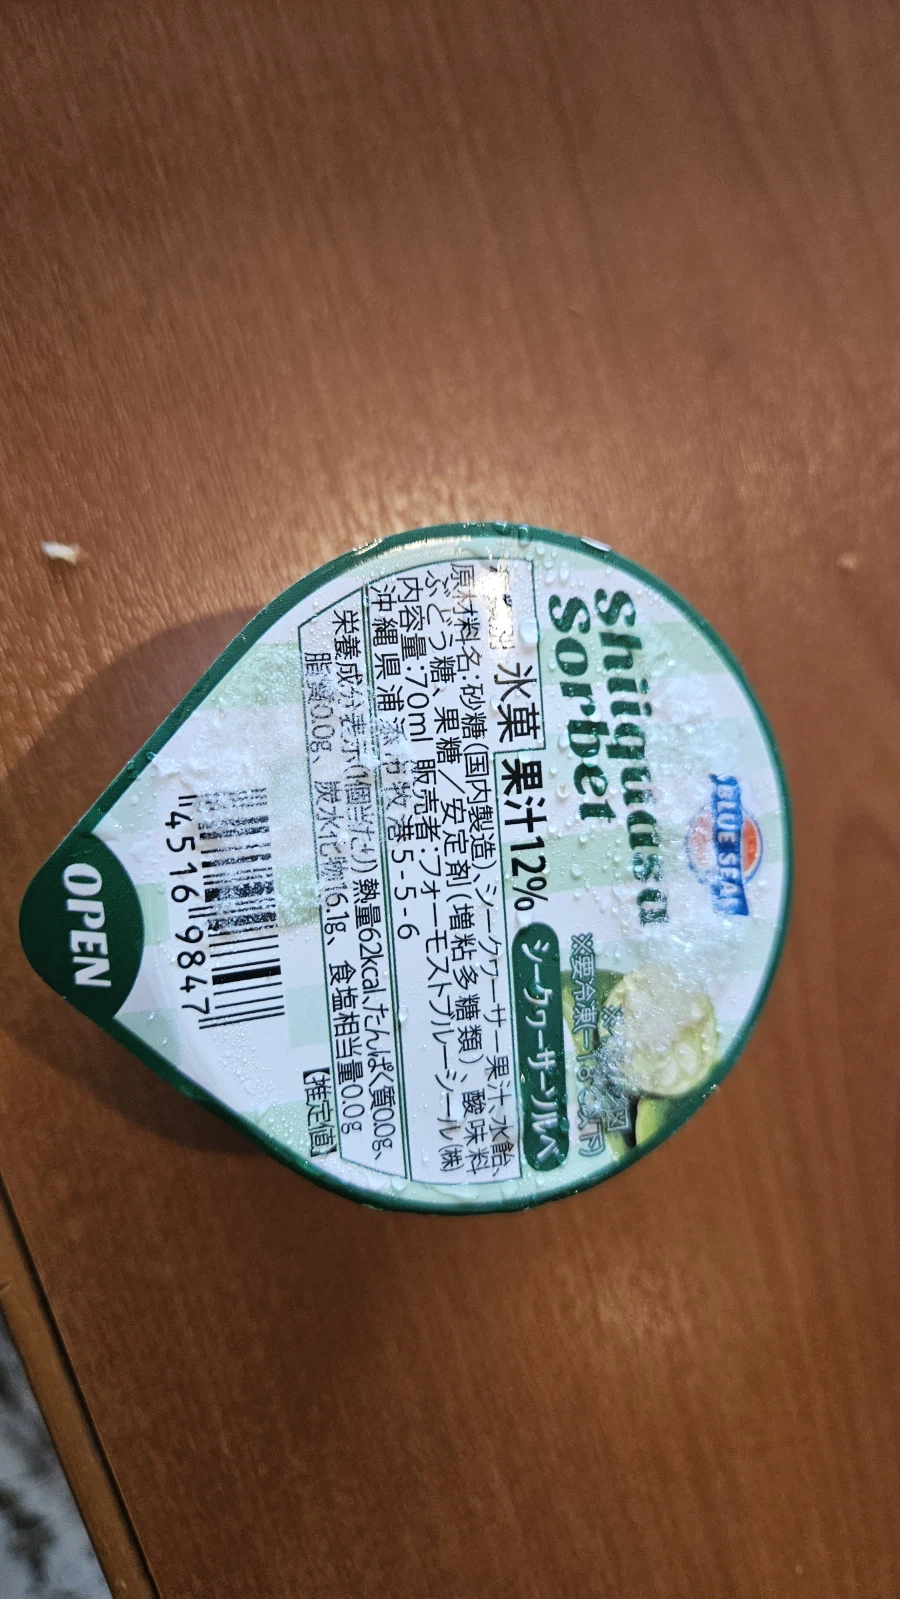 BLUE SEAL
Shiquasa
Sorbet
※要冷凍(-18℃以下)
シークヮーサーソルベ
氷菓 果汁12%
原材料名:砂糖(国内製造)、シークヮーサー果汁、水飴、
ぶどう糖、果糖/安定剤(増粘多糖類)、酸味料
内容量:70ml 販売者:フォーモストブルーシール㈱
沖縄県浦添市牧港5-5-6
栄養成分表示(1個当たり)熱量62kcal、たんぱく質0.0g、
脂質0.0g、炭水化物16.1g、食塩相当量0.0g
【推定値】
4516 9847
OPEN